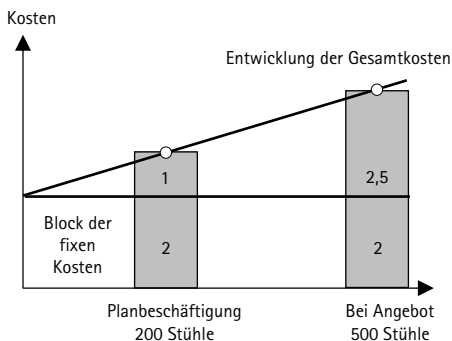 Kosten
Entwicklung der Gesamtkosten
1
2,5
Block der
fixen
Kosten
2
2
Planbeschäftigung
200 Stühle
Bei Angebot
500 Stühle